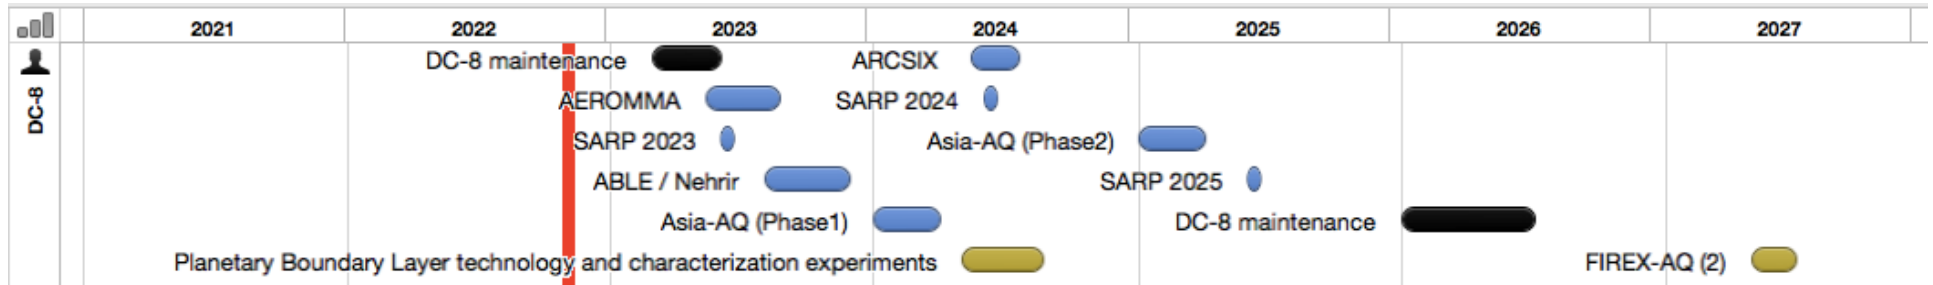 2021 2022 2023 2024 2025 2026 2027
DC-8
DC-8 maintenance ARCSIX
AEROMMA SARP 2024
SARP 2023 Asia-AQ (Phase2)
ABLE / Nehrir SARP 2025
Asia-AQ (Phase1) DC-8 maintenance
Planetary Boundary Layer technology and characterization experiments FIREX-AQ (2)